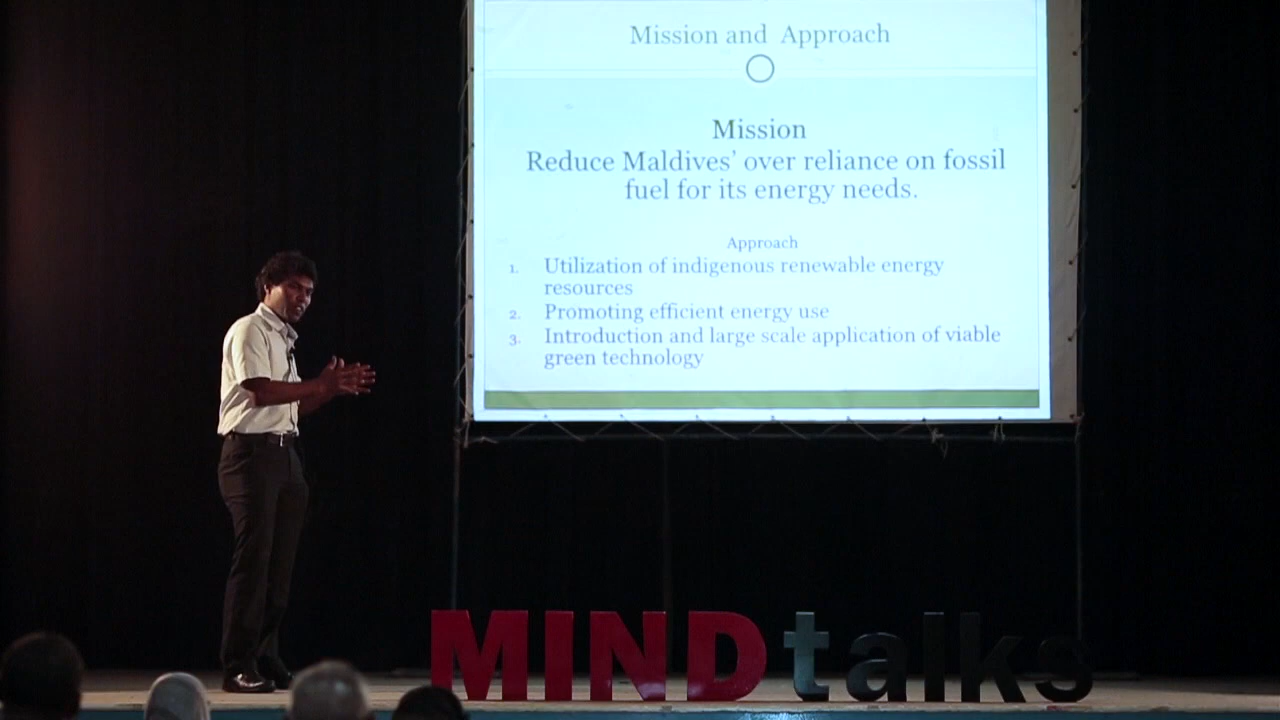 Mission and Approach
Mission
Reduce Maldives' over reliance on fossil
fuel for its energy needs.
Approach
1. Utilization of indigenous renewable energy
resources
2. Promoting efficient energy use
3. Introduction and large scale application of viable
green technology
MINDtalks